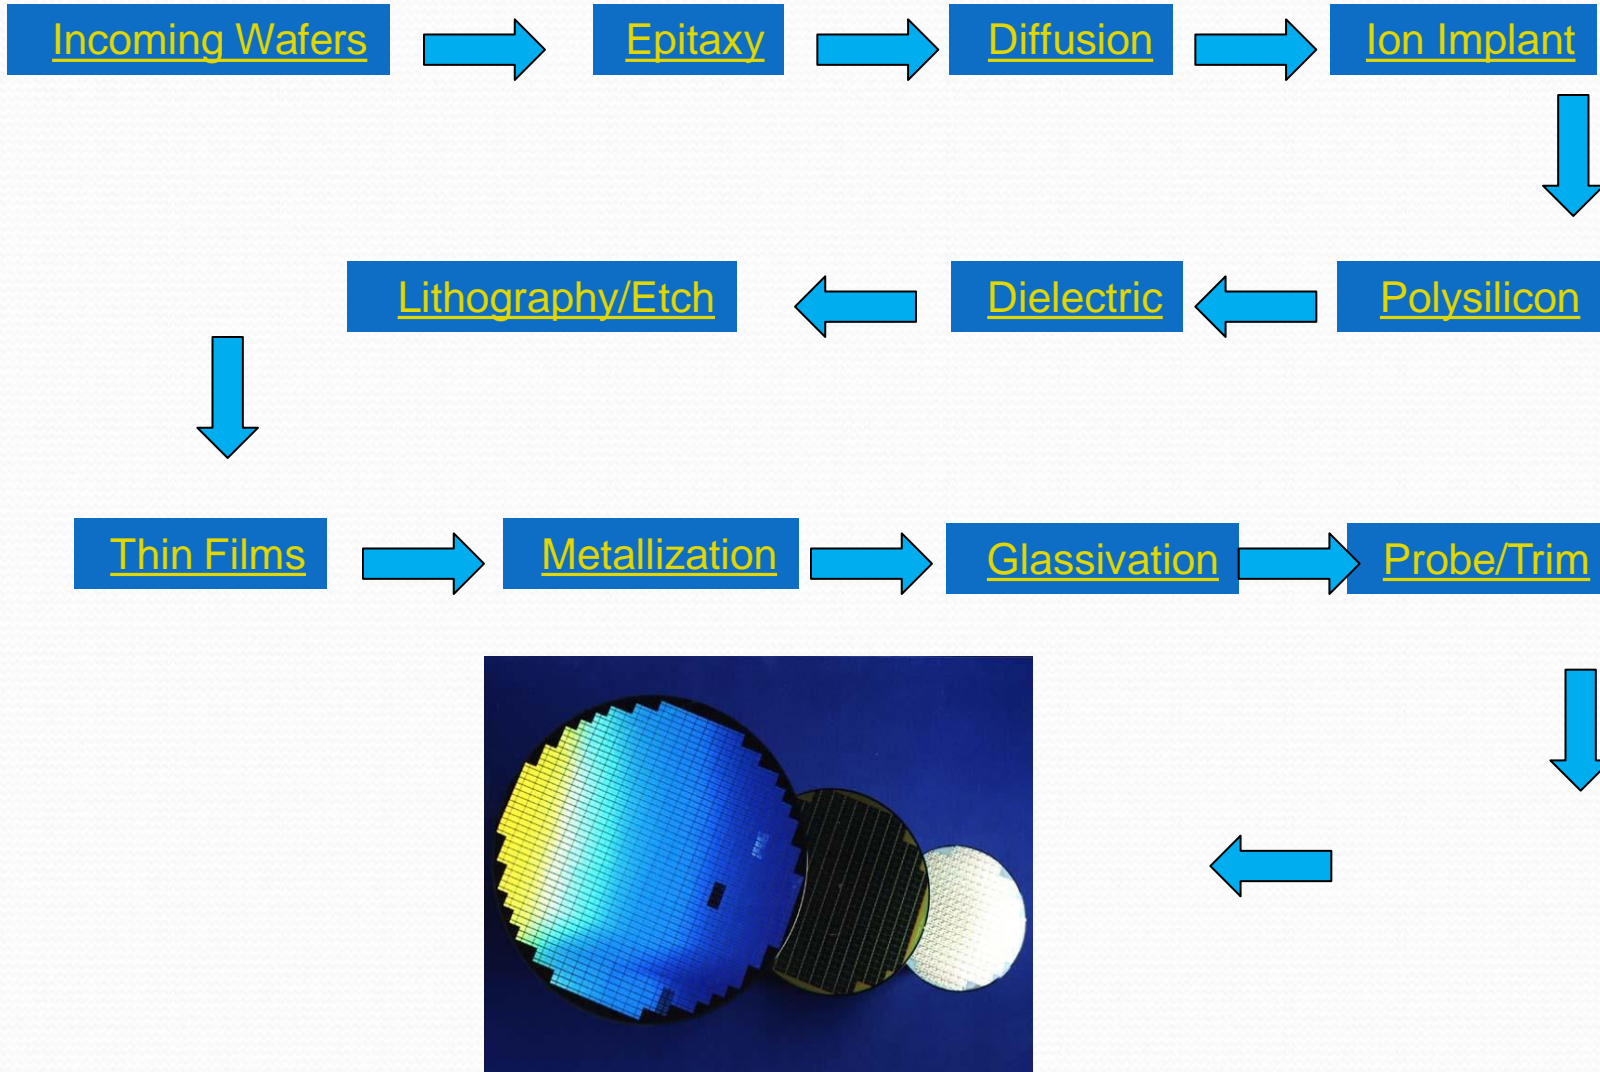 Incoming Wafers
Epitaxy
Diffusion
Ion Implant
Polysilicon
Dielectric
Lithography/Etch
Thin Films
Metallization
Glassivation
Probe/Trim